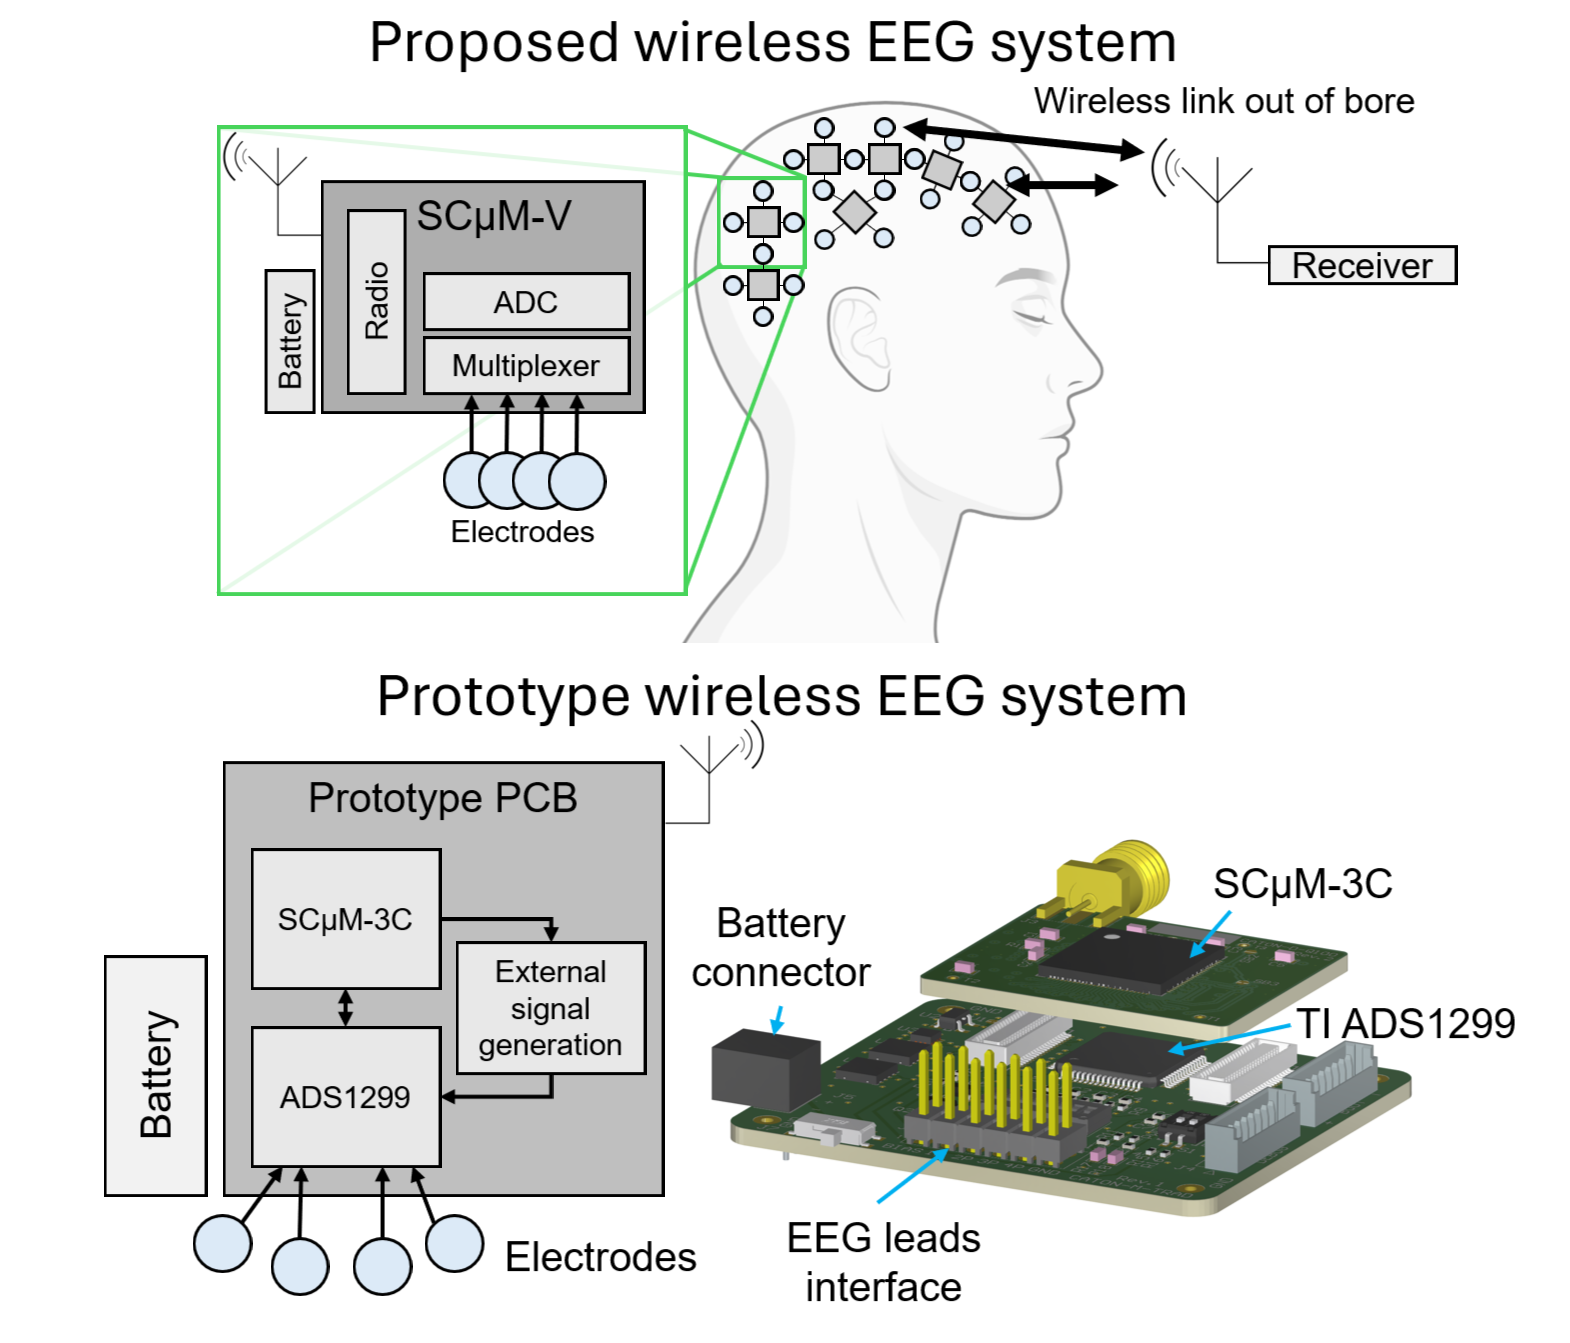 Proposed wireless EEG system
Wireless link out of bore
SCµM-V
Radio
ADC
Battery
Multiplexer
Electrodes
Receiver
Prototype wireless EEG system
Prototype PCB
SCµM-3C
External
signal
generation
ADS1299
Battery
Electrodes
Battery
connector
SCµM-3C
TI ADS1299
EEG leads
interface